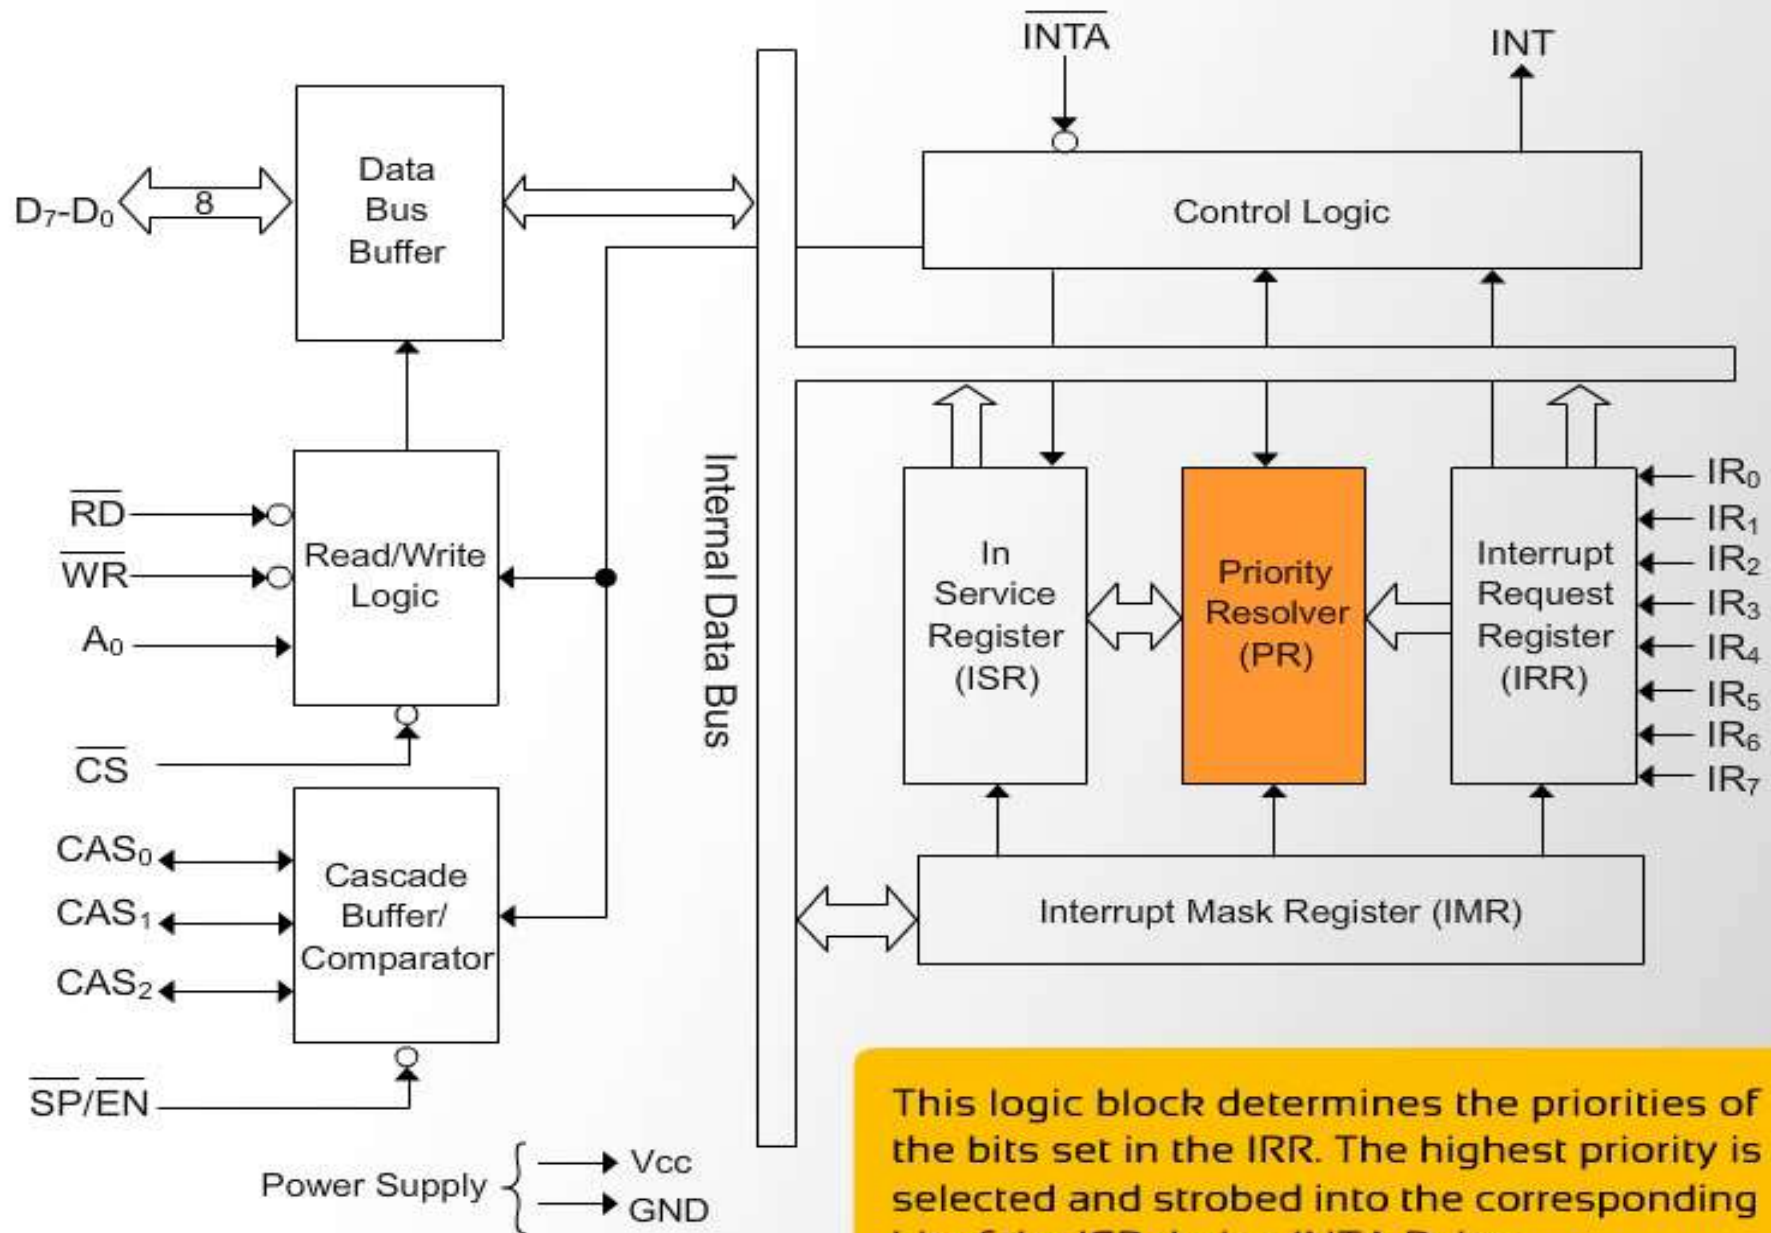 INTA
INT
Data
Bus
Buffer
D7-D0
8
Control Logic
Internal Data Bus
RD
WR
A0
Read/Write
Logic
CS
In
Service
Register
(ISR)
Priority
Resolver
(PR)
Interrupt
Request
Register
(IRR)
IR0
IR1
IR2
IR3
IR4
IR5
IR6
IR7
CAS0
CAS1
CAS2
Cascade
Buffer/
Comparator
Interrupt Mask Register (IMR)
SP/EN
Power Supply
Vcc
GND
This logic block determines the priorities of
the bits set in the IRR. The highest priority is
selected and strobed into the corresponding